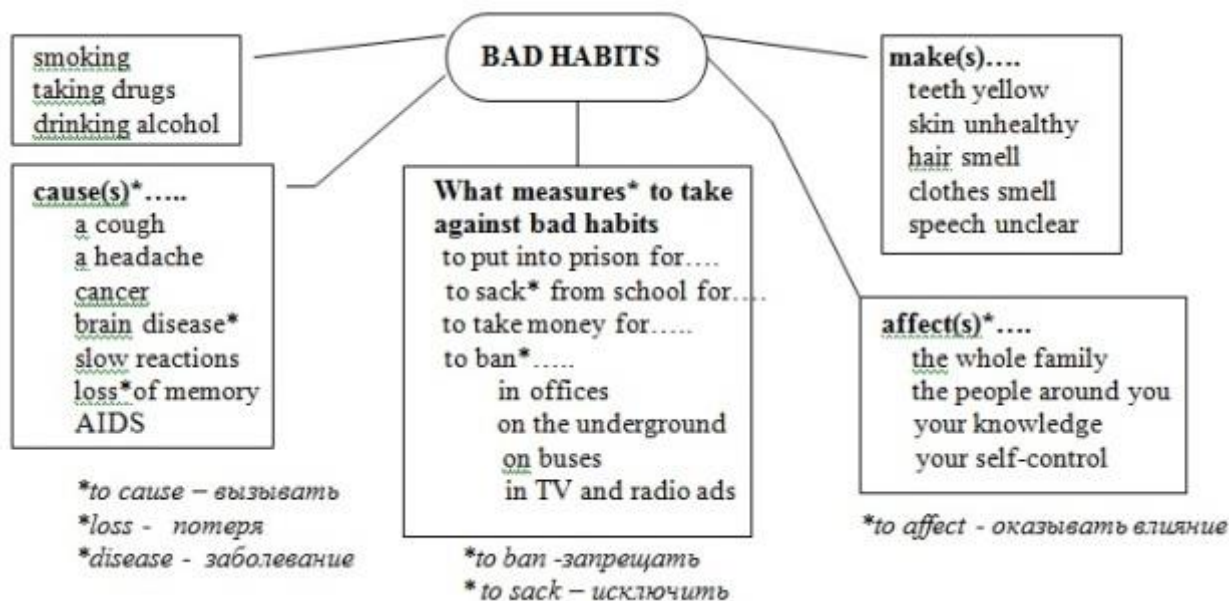 BAD HABITS
smoking
taking drugs
drinking alcohol
cause(s)*.....
a cough
a headache
cancer
brain disease*
slow reactions
loss*of memory
AIDS
*to cause – вызывать
*loss - потеря
*disease - заболевание
What measures* to take
against bad habits
to put into prison for....
to sack* from school for....
to take money for.....
to ban*.....
in offices
on the underground
on buses
in TV and radio ads
*to ban -запрещать
* to sack – исключить
make(s)....
teeth yellow
skin unhealthy
hair smell
clothes smell
speech unclear
affect(s)*....
the whole family
the people around you
your knowledge
your self-control
*to affect - оказывать влияние